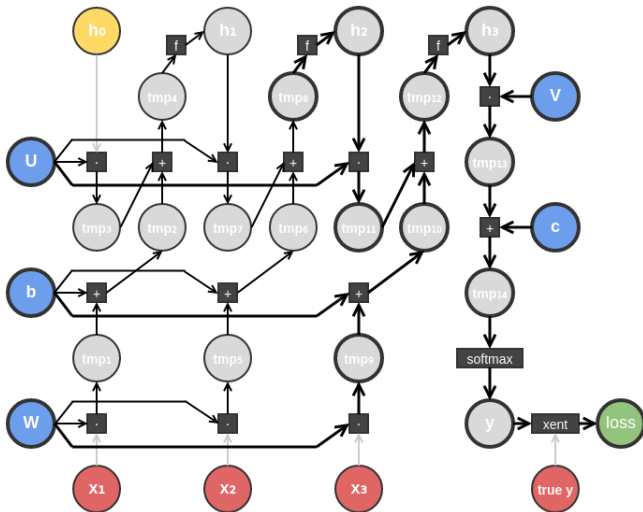 h₀ h₁ h₂ h₃
f f f
tmp₄ tmp₈ tmp₁₂ · V
U · + · + · + tmp₁₃
tmp₃ tmp₂ tmp₇ tmp₆ tmp₁₁ tmp₁₀ + c
b + + + tmp₁₄
tmp₁ tmp₅ tmp₉ softmax
W · · · y xent loss
x₁ x₂ x₃ true y